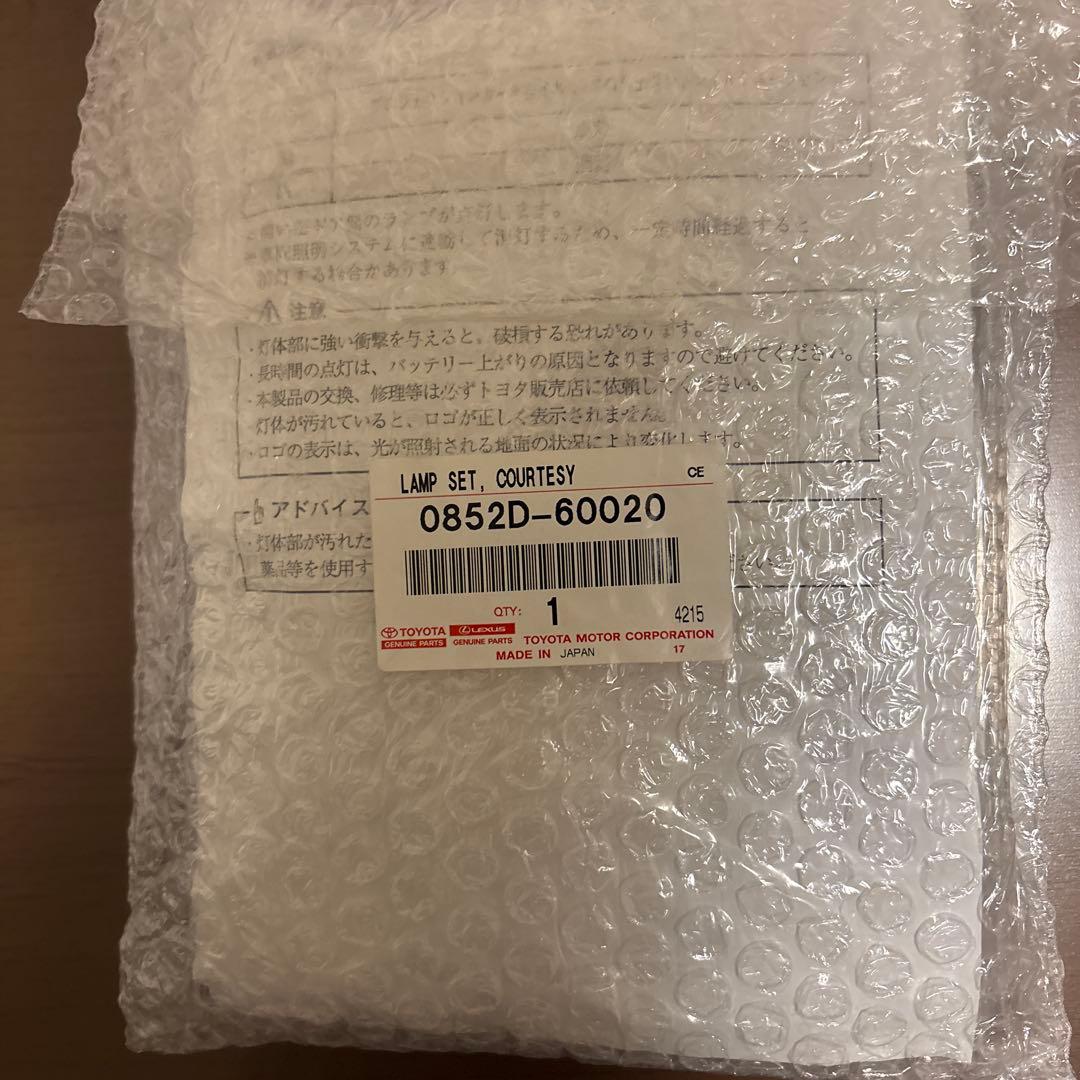 ランプが点灯します。
照明システムに連動して消灯するため、一定時間経過すると
消灯する場合があります。
注意
・灯体部に強い衝撃を与えると、破損する恐れがあります。
・長時間の点灯は、バッテリー上がりの原因となりますので避けてください。
・本製品の交換、修理等は必ずトヨタ販売店に依頼してください。
灯体が汚れていると、ロゴが正しく表示されません。
・ロゴの表示は、光が照射される地面の状況により変化します。
アドバイス
・灯体部が汚れた
薬品等を使用す
LAMP SET, COURTESY CE
0852D-60020
QTY: 1 4215
TOYOTA LEXUS
GENUINE PARTS GENUINE PARTS TOYOTA MOTOR CORPORATION
MADE IN JAPAN 17